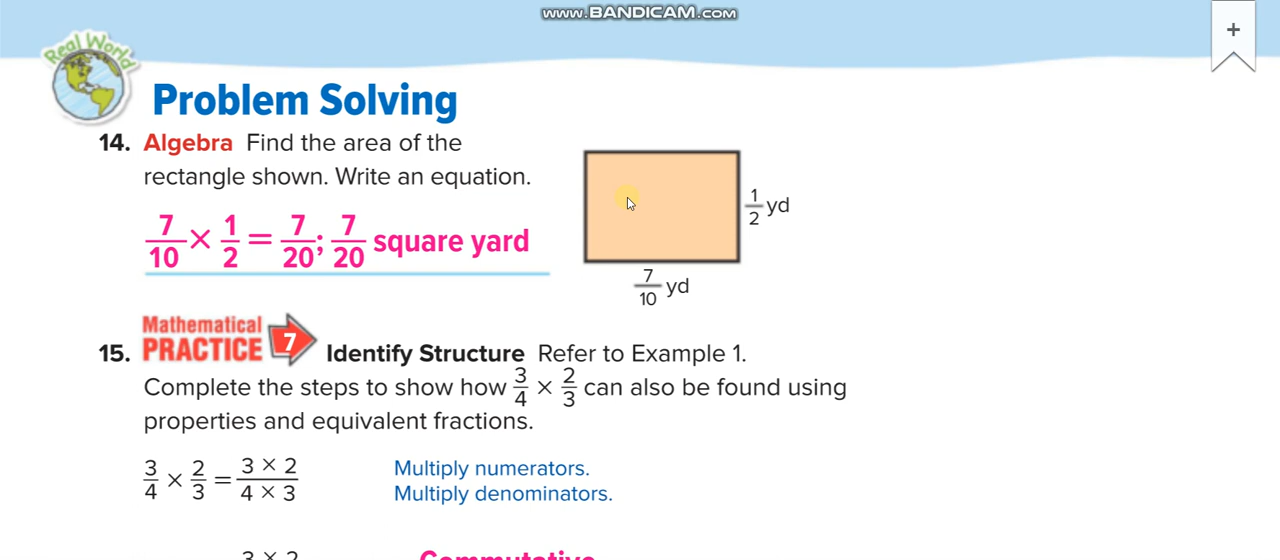 www.BANDICAM.com
+
Real World
Problem Solving
14. Algebra Find the area of the
rectangle shown. Write an equation.
7/10 × 1/2 = 7/20; 7/20 square yard
1/2 yd
7/10 yd
15. Mathematical PRACTICE 7 Identify Structure Refer to Example 1.
Complete the steps to show how 3/4 × 2/3 can also be found using
properties and equivalent fractions.
3/4 × 2/3 = 3 × 2/4 × 3 Multiply numerators.
Multiply denominators.
3 × 2 Commutative